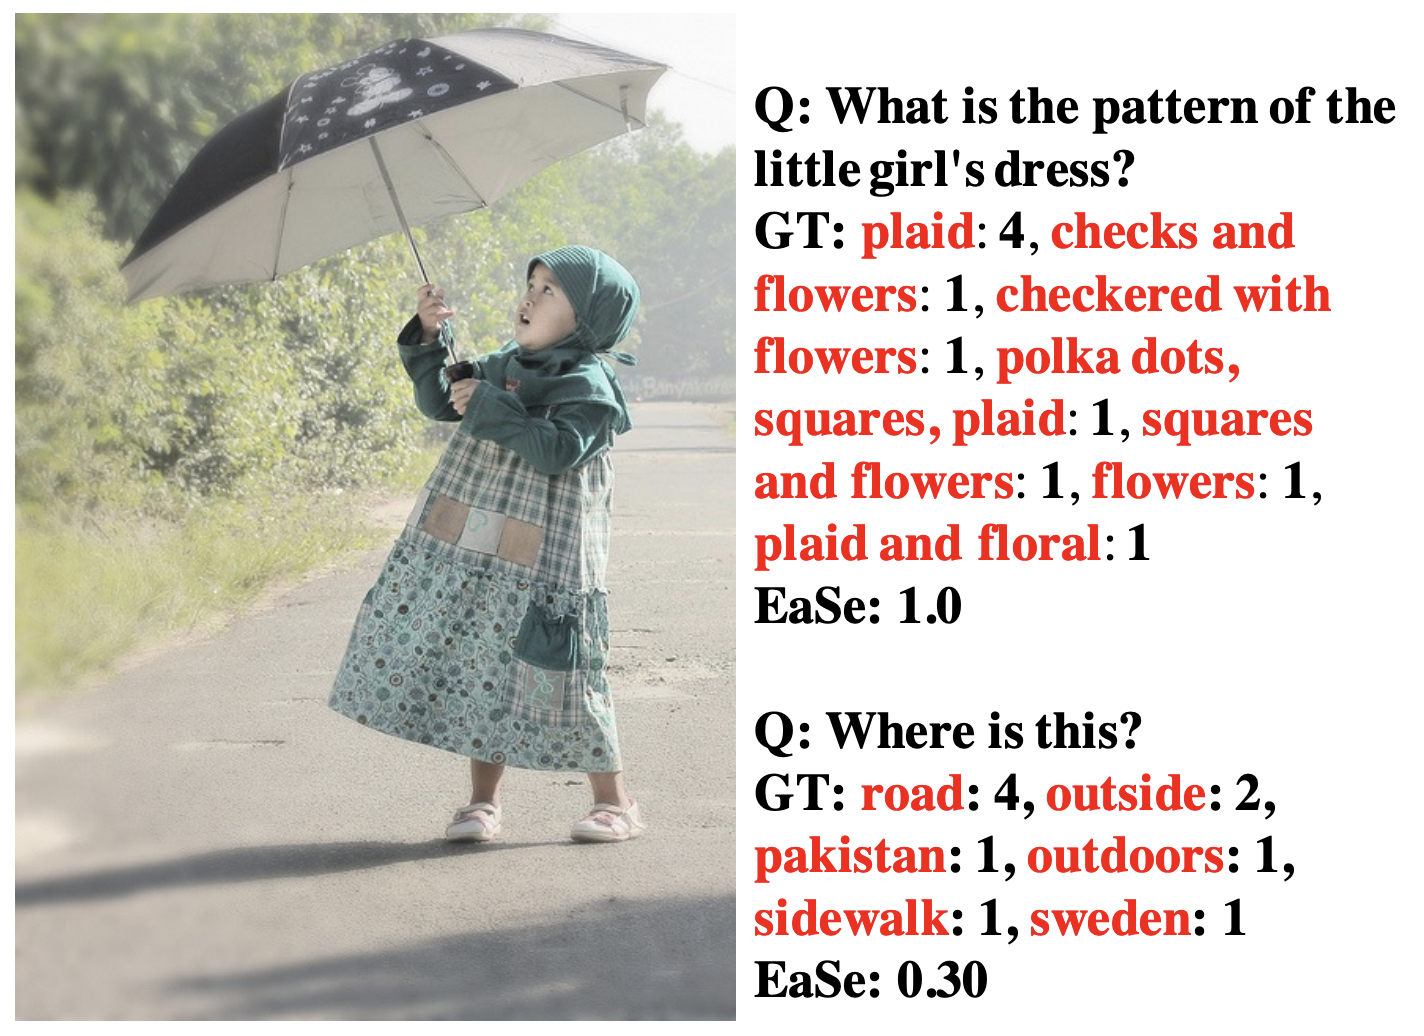 Q: What is the pattern of the
little girl's dress?
GT: plaid: 4, checks and
flowers: 1, checkered with
flowers: 1, polka dots,
squares, plaid: 1, squares
and flowers: 1, flowers: 1,
plaid and floral: 1
EaSe: 1.0
Q: Where is this?
GT: road: 4, outside: 2,
pakistan: 1, outdoors: 1,
sidewalk: 1, sweden: 1
EaSe: 0.30